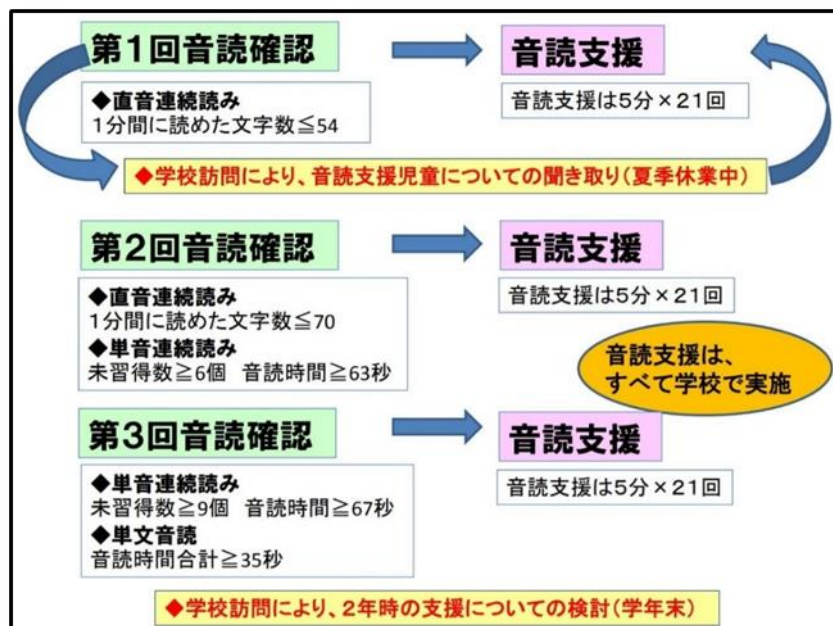 第1回音読確認
音読支援
◆直音連続読み
1分間に読めた文字数≦54
音読支援は5分×21回
◆学校訪問により、音読支援児童についての聞き取り(夏季休業中)
第2回音読確認
音読支援
◆直音連続読み
1分間に読めた文字数≦70
◆単音連続読み
未習得数≧6個 音読時間≧63秒
音読支援は5分×21回
音読支援は、
すべて学校で実施
第3回音読確認
音読支援
◆単音連続読み
未習得数≧9個 音読時間≧67秒
◆単文音読
音読時間合計≧35秒
音読支援は5分×21回
◆学校訪問により、2年時の支援についての検討(学年末)